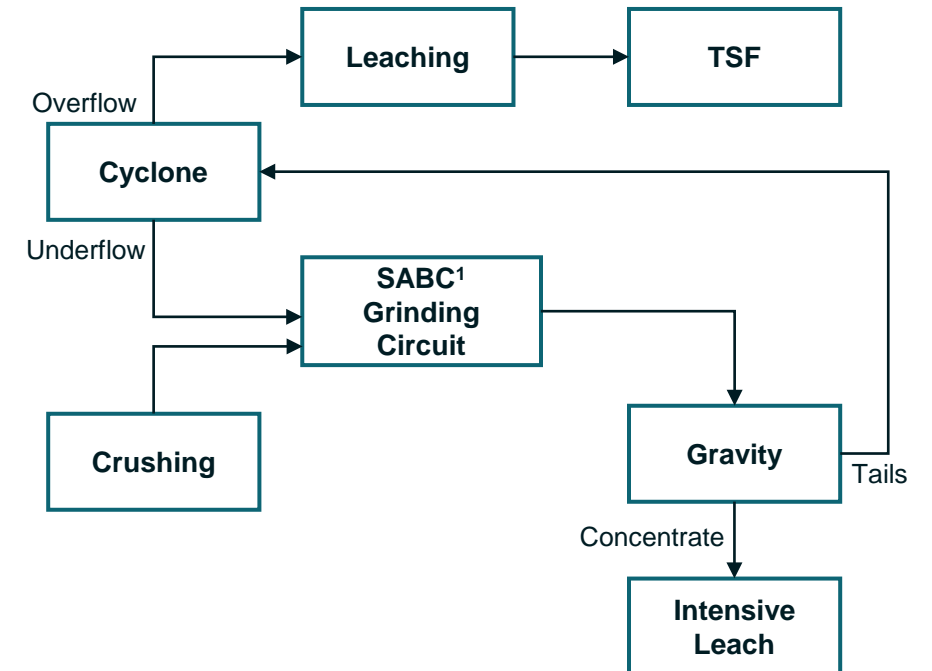 Leaching
TSF
Overflow
Cyclone
Underflow
SABC¹
Grinding
Circuit
Crushing
Gravity
Tails
Concentrate
Intensive
Leach